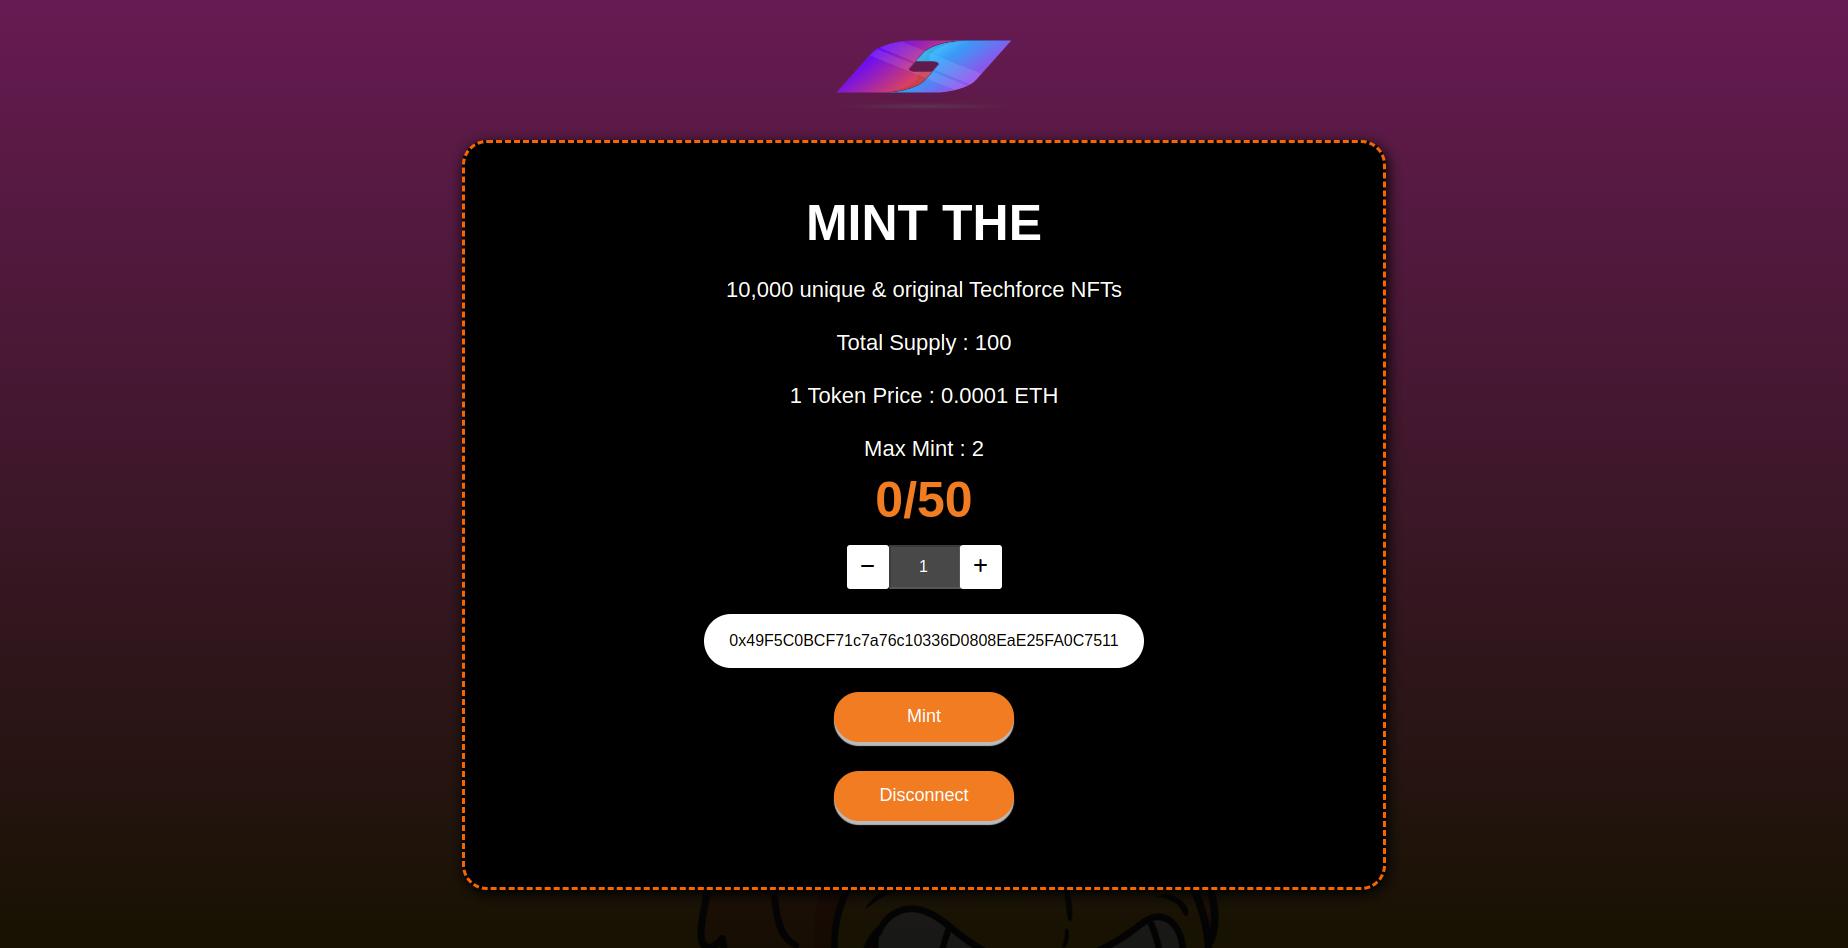 MINT THE
10,000 unique & original Techforce NFTs
Total Supply : 100
1 Token Price : 0.0001 ETH
Max Mint : 2
0/50
− 1 +
0x49F5C0BCF71c7a76c10336D0808EaE25FA0C7511
Mint
Disconnect